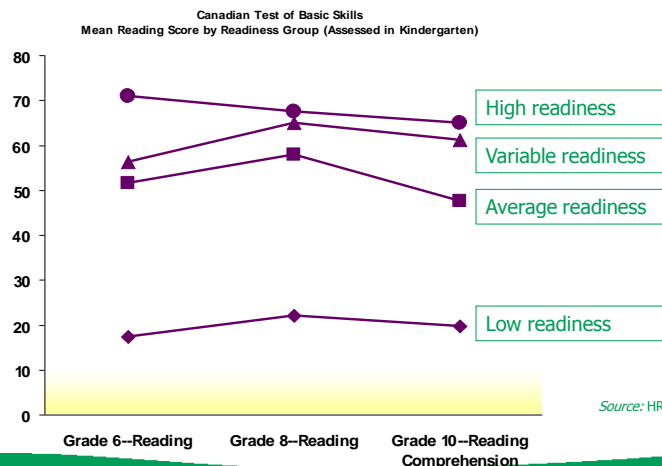 Canadian Test of Basic Skills
Mean Reading Score by Readiness Group (Assessed in Kindergarten)
80
70
60
50
40
30
20
10
0
High readiness
Variable readiness
Average readiness
Low readiness
Source: HR
Grade 6--Reading
Grade 8--Reading
Grade 10--Reading
Comprehension